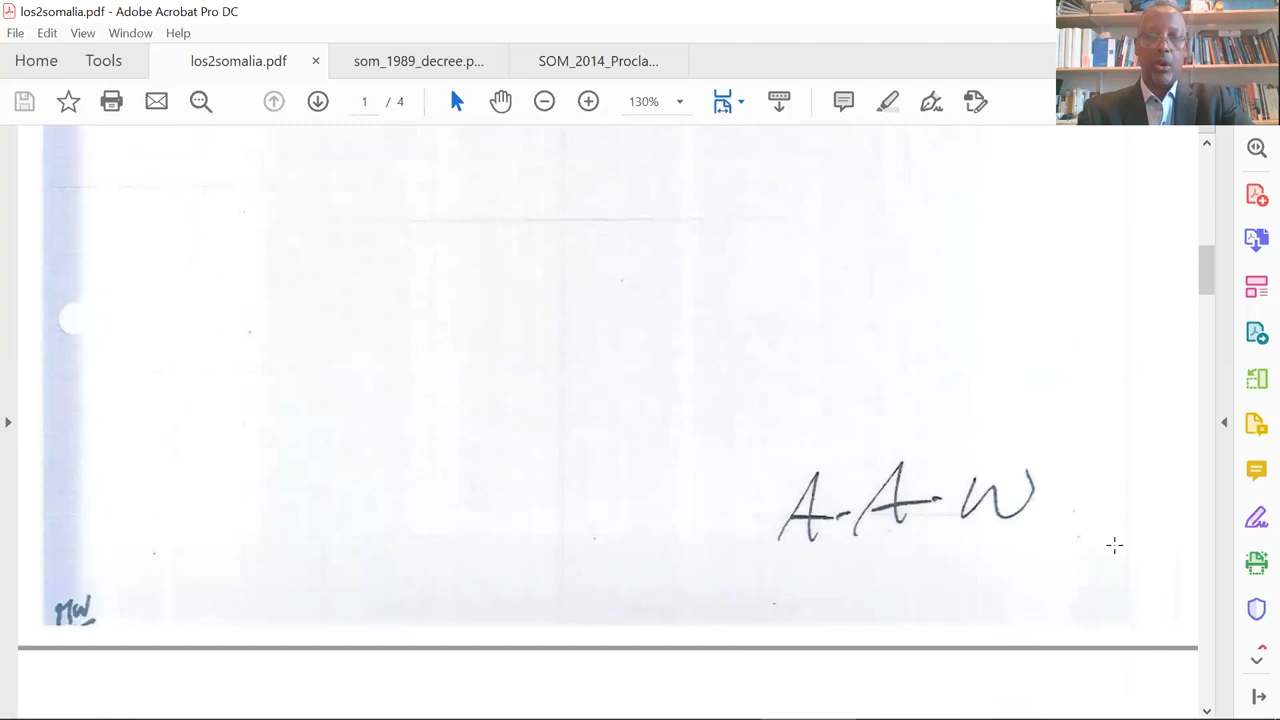 los2somalia.pdf - Adobe Acrobat Pro DC
File Edit View Window Help
Home Tools los2somalia.pdf × som_1989_decree.p... SOM_2014_Procla...
1 / 4 130%
A-A-W
MW